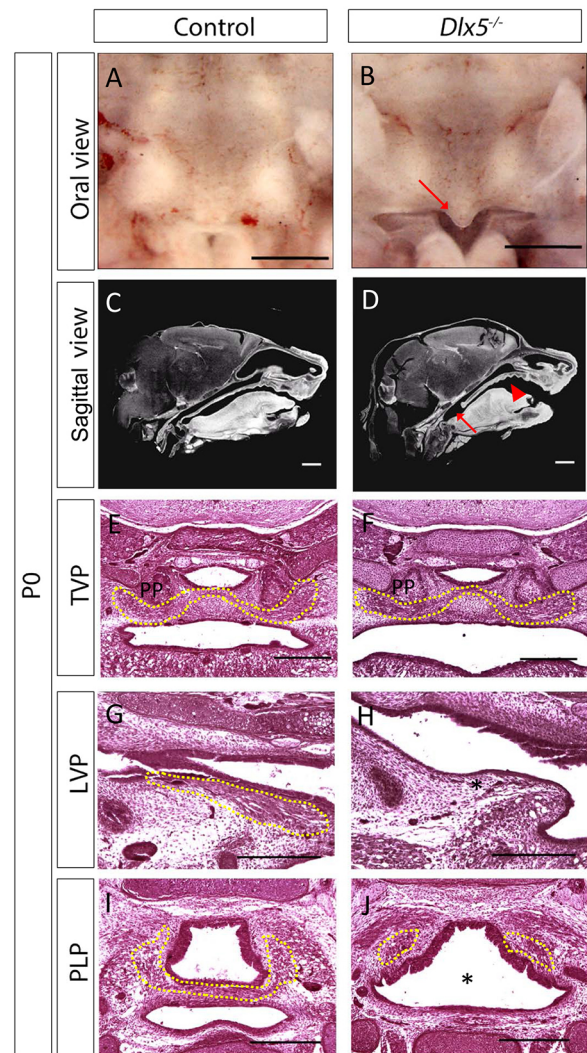 Control
Dlx5-/-
P0
Oral view
A
B
Sagittal view
C
D
TVP
E
PP
F
PP
LVP
G
H
*
PLP
I
J
*